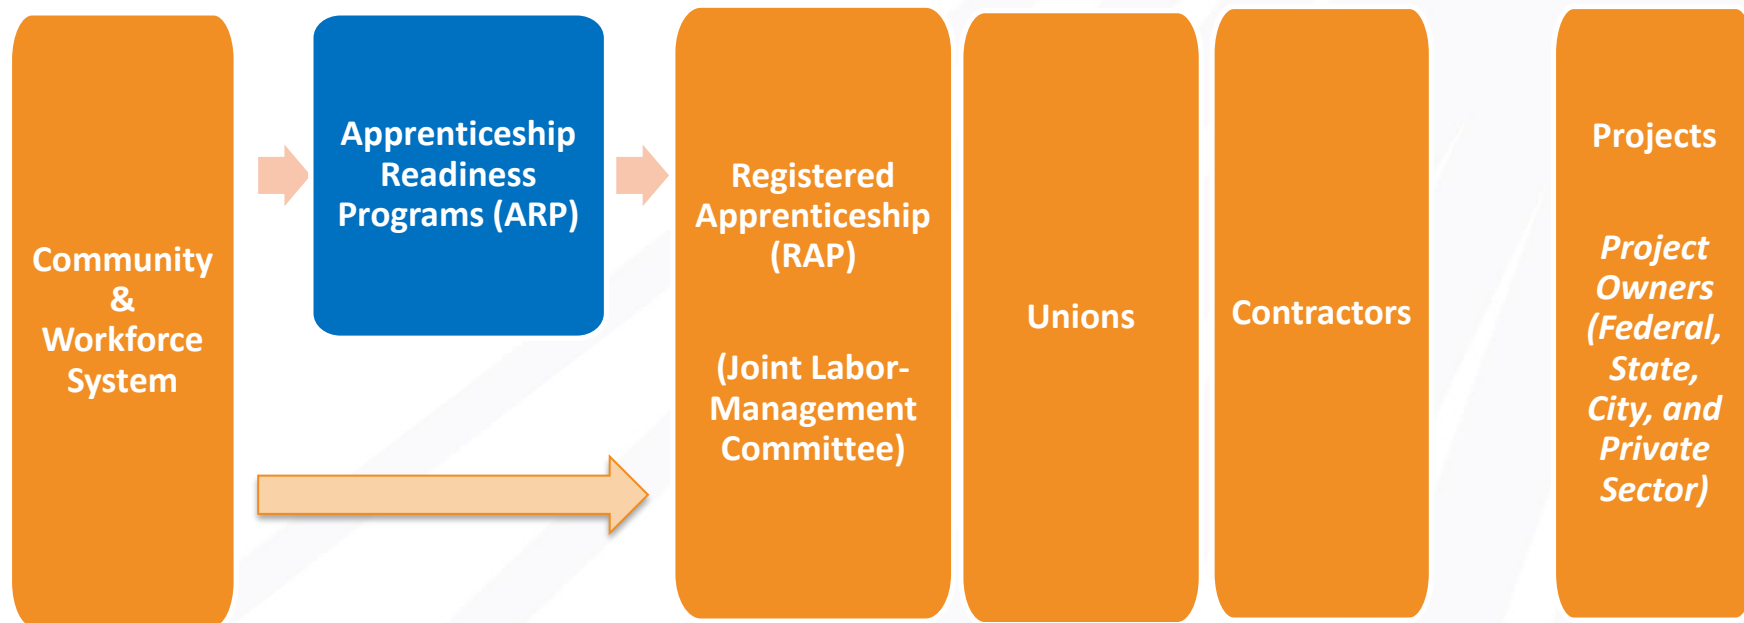 Community
&
Workforce
System
Apprenticeship
Readiness
Programs (ARP)
Registered
Apprenticeship
(RAP)
(Joint Labor-
Management
Committee)
Unions
Contractors
Projects
Project
Owners
(Federal,
State,
City, and
Private
Sector)